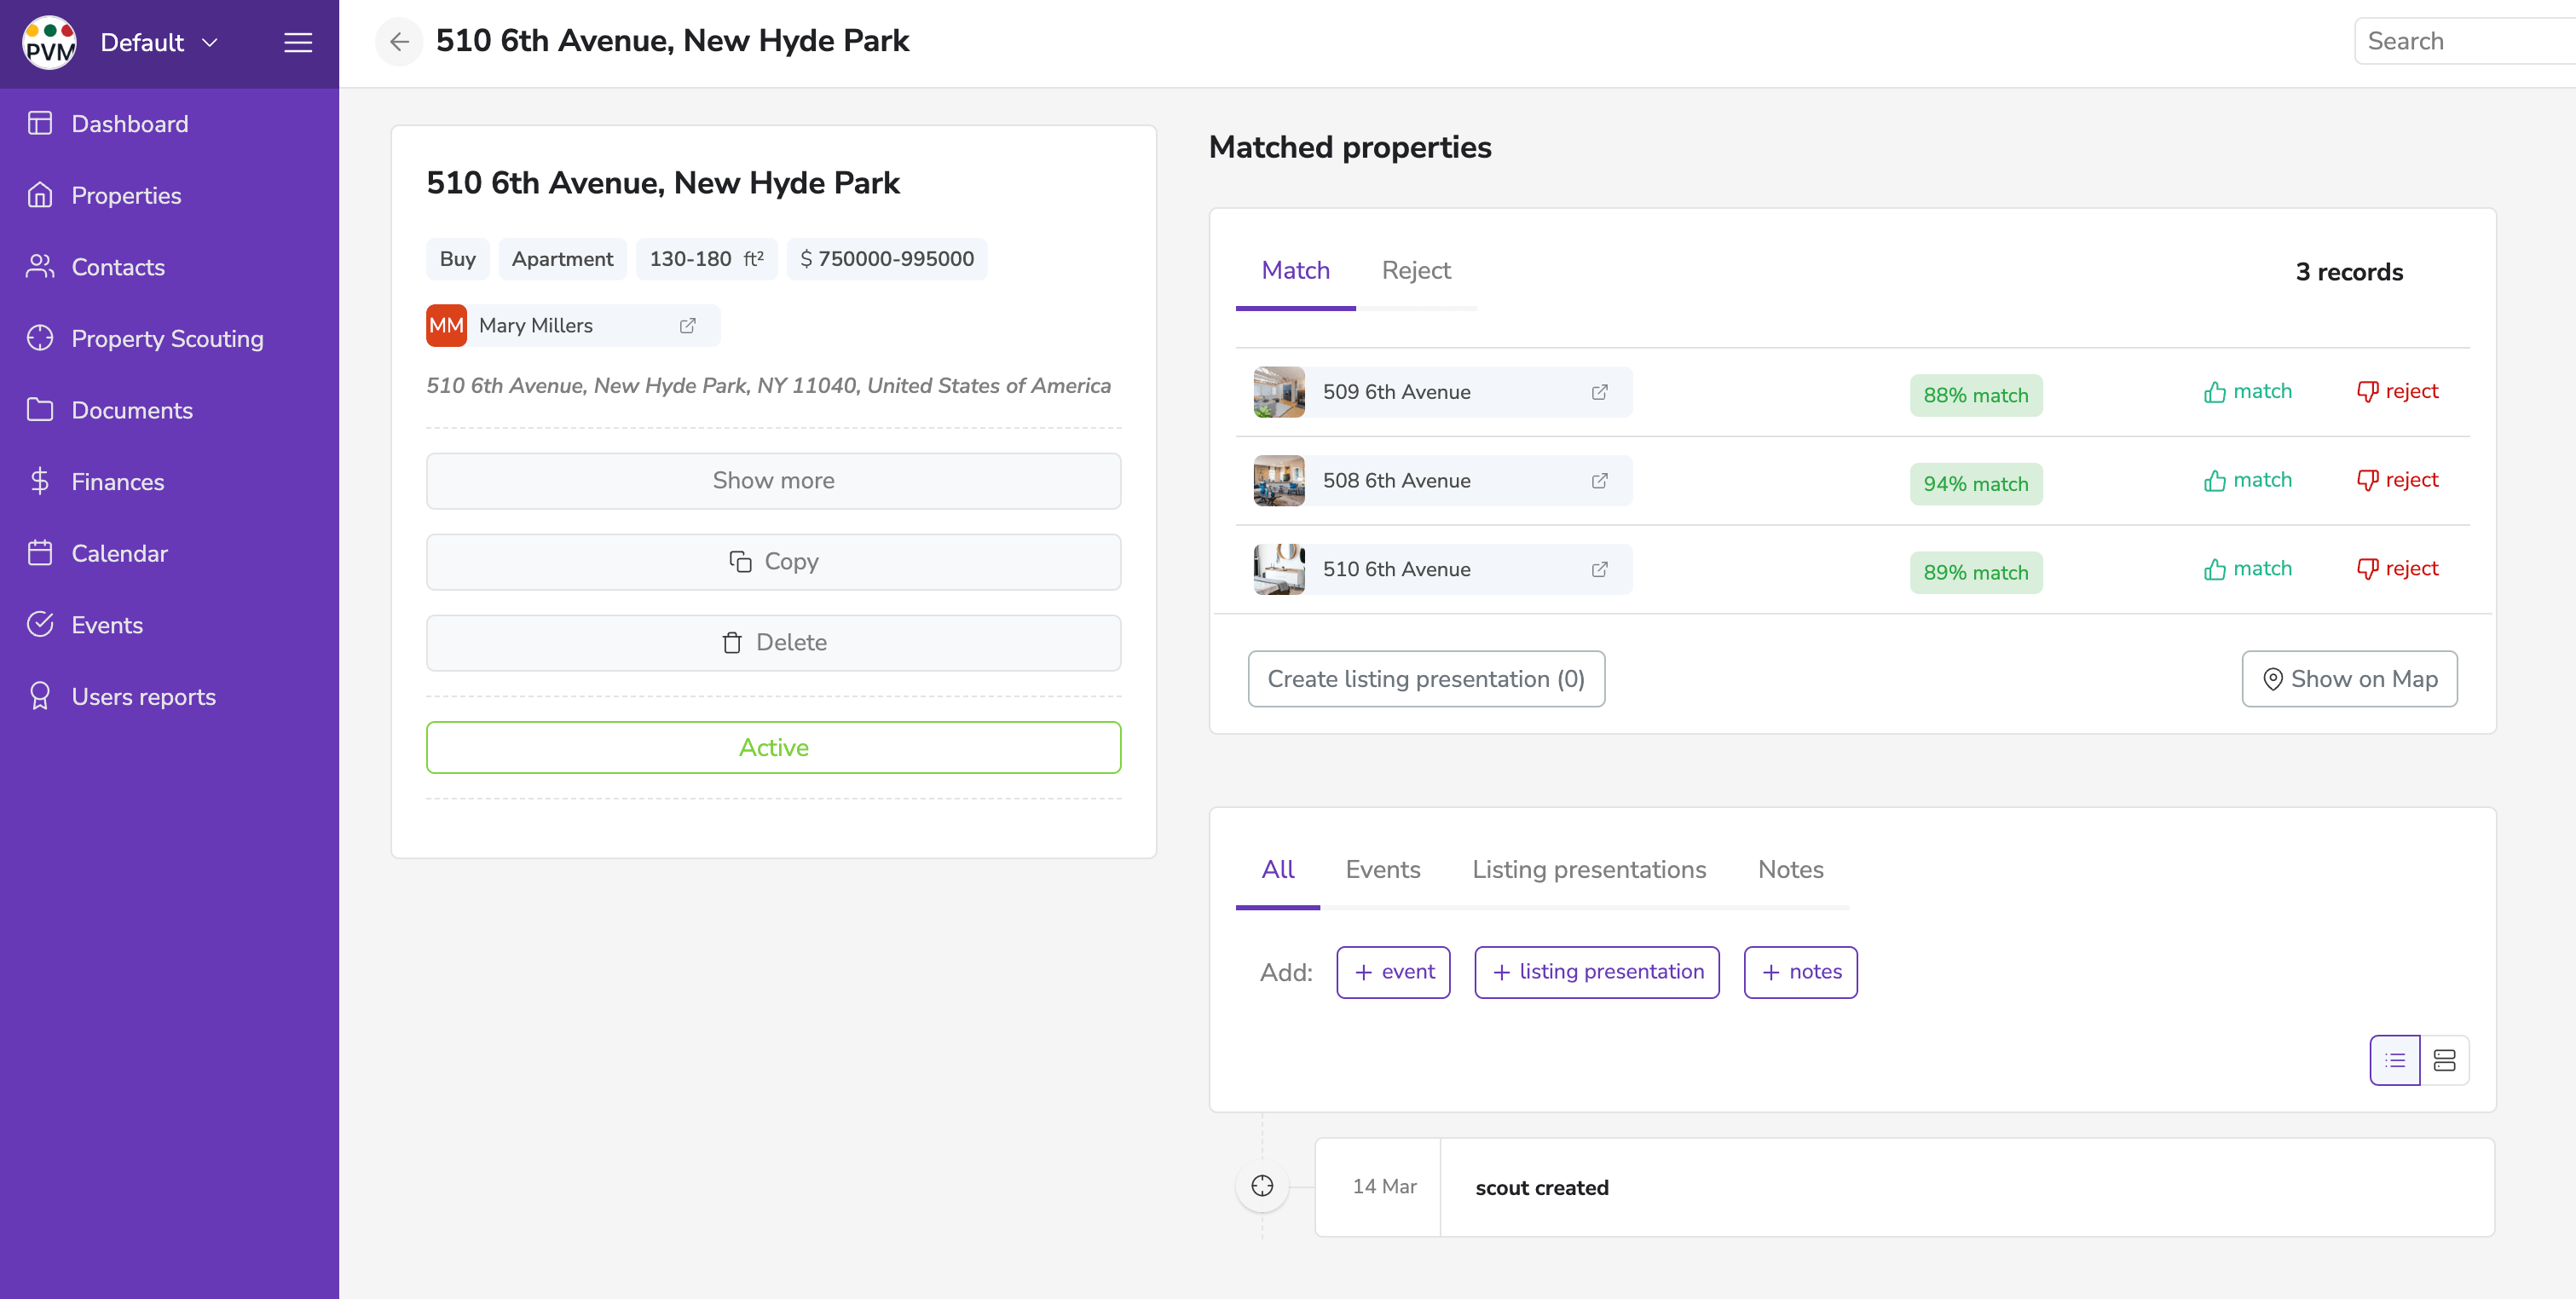 PVM
Default
510 6th Avenue, New Hyde Park
Search
Dashboard
Properties
Contacts
Property Scouting
Documents
Finances
Calendar
Events
Users reports
510 6th Avenue, New Hyde Park
Buy Apartment 130-180 ft² $ 750000-995000
MM Mary Millers
510 6th Avenue, New Hyde Park, NY 11040, United States of America
Show more
Copy
Delete
Active
Matched properties
Match Reject 3 records
509 6th Avenue 88% match match reject
508 6th Avenue 94% match match reject
510 6th Avenue 89% match match reject
Create listing presentation (0) Show on Map
All Events Listing presentations Notes
Add: + event + listing presentation + notes
14 Mar scout created